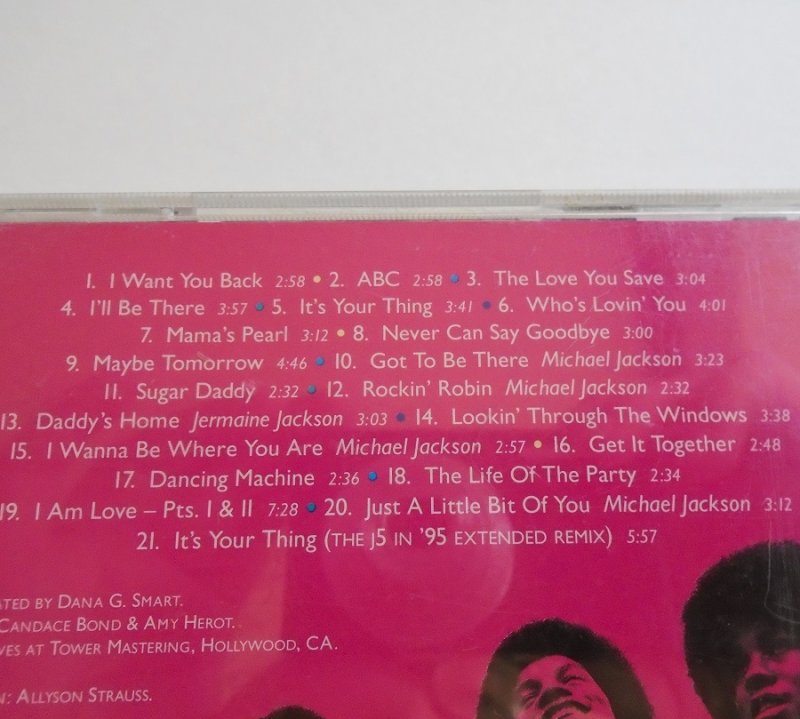 1. I Want You Back 2:58 • 2. ABC 2:58 • 3. The Love You Save 3:04
4. I'll Be There 3:57 • 5. It's Your Thing 3:41 • 6. Who's Lovin' You 4:01
7. Mama's Pearl 3:12 • 8. Never Can Say Goodbye 3:00
9. Maybe Tomorrow 4:46 • 10. Got To Be There Michael Jackson 3:23
11. Sugar Daddy 2:32 • 12. Rockin' Robin Michael Jackson 2:32
13. Daddy's Home Jermaine Jackson 3:03 • 14. Lookin' Through The Windows 3:38
15. I Wanna Be Where You Are Michael Jackson 2:57 • 16. Get It Together 2:48
17. Dancing Machine 2:36 • 18. The Life Of The Party 2:34
19. I Am Love – Pts. I & II 7:28 • 20. Just A Little Bit Of You Michael Jackson 3:12
21. It's Your Thing (THE J5 IN '95 EXTENDED REMIX) 5:57
BY DANA G. SMART.
CANDACE BOND & AMY HEROT.
AT TOWER MASTERING, HOLLYWOOD, CA.
ALLYSON STRAUSS.